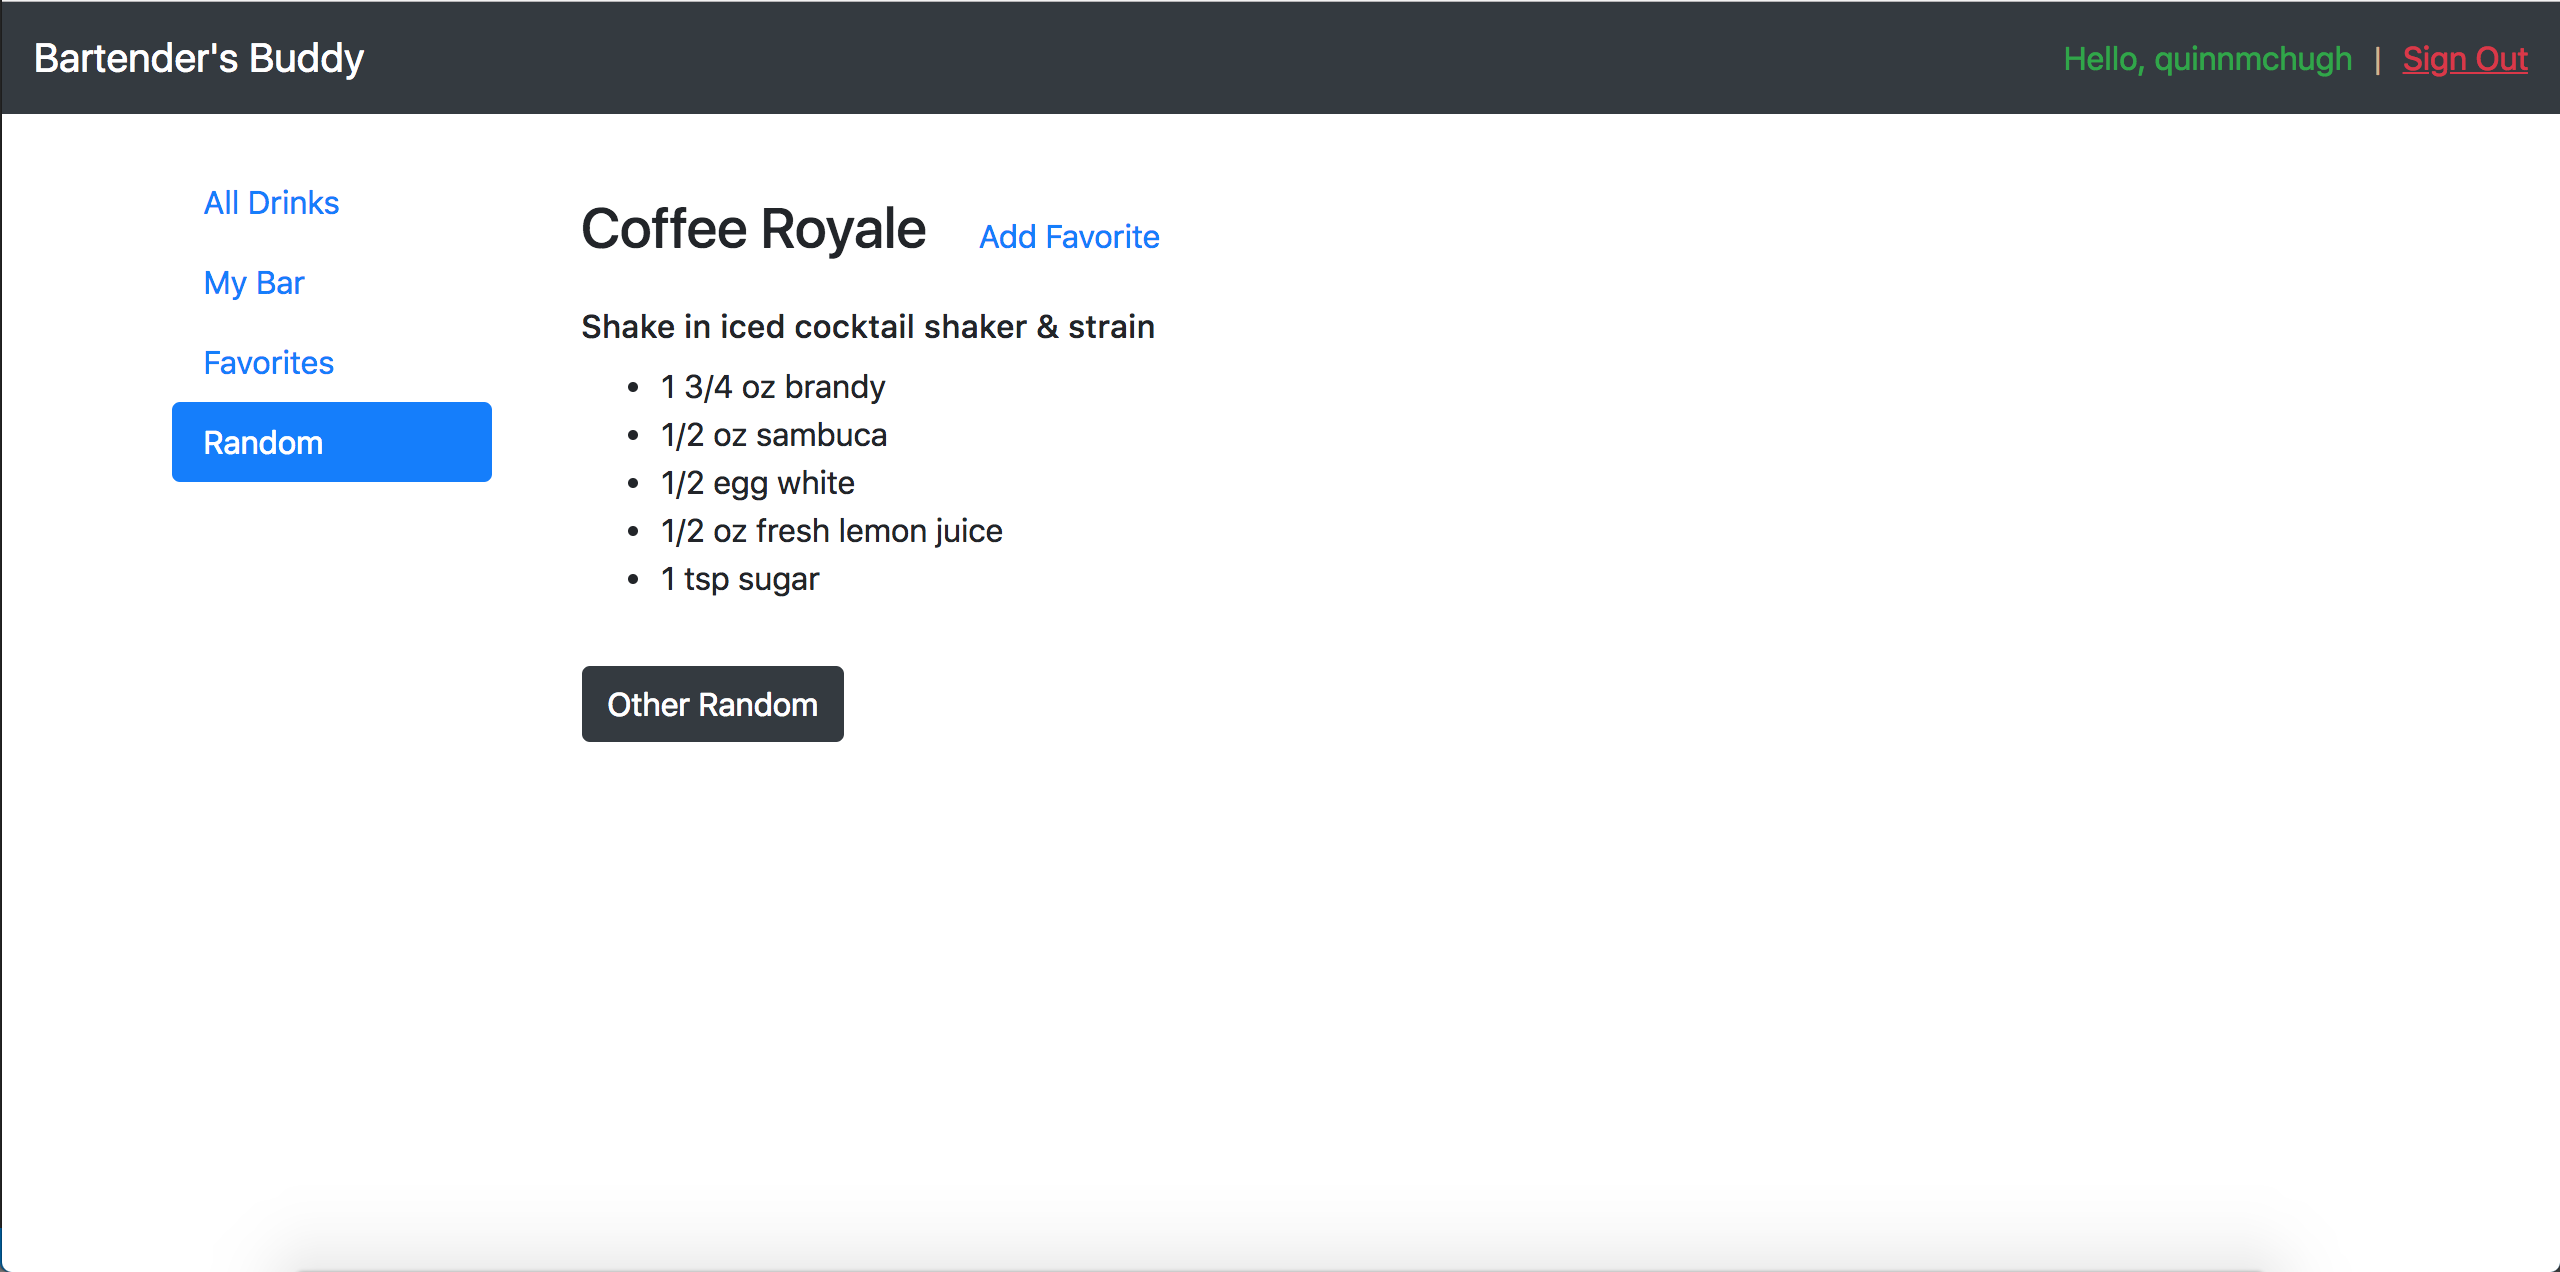 Bartender's Buddy
Hello, quinnmchugh | Sign Out
All Drinks
My Bar
Favorites
Random
Coffee Royale
Add Favorite
Shake in iced cocktail shaker & strain
• 1 3/4 oz brandy
• 1/2 oz sambuca
• 1/2 egg white
• 1/2 oz fresh lemon juice
• 1 tsp sugar
Other Random